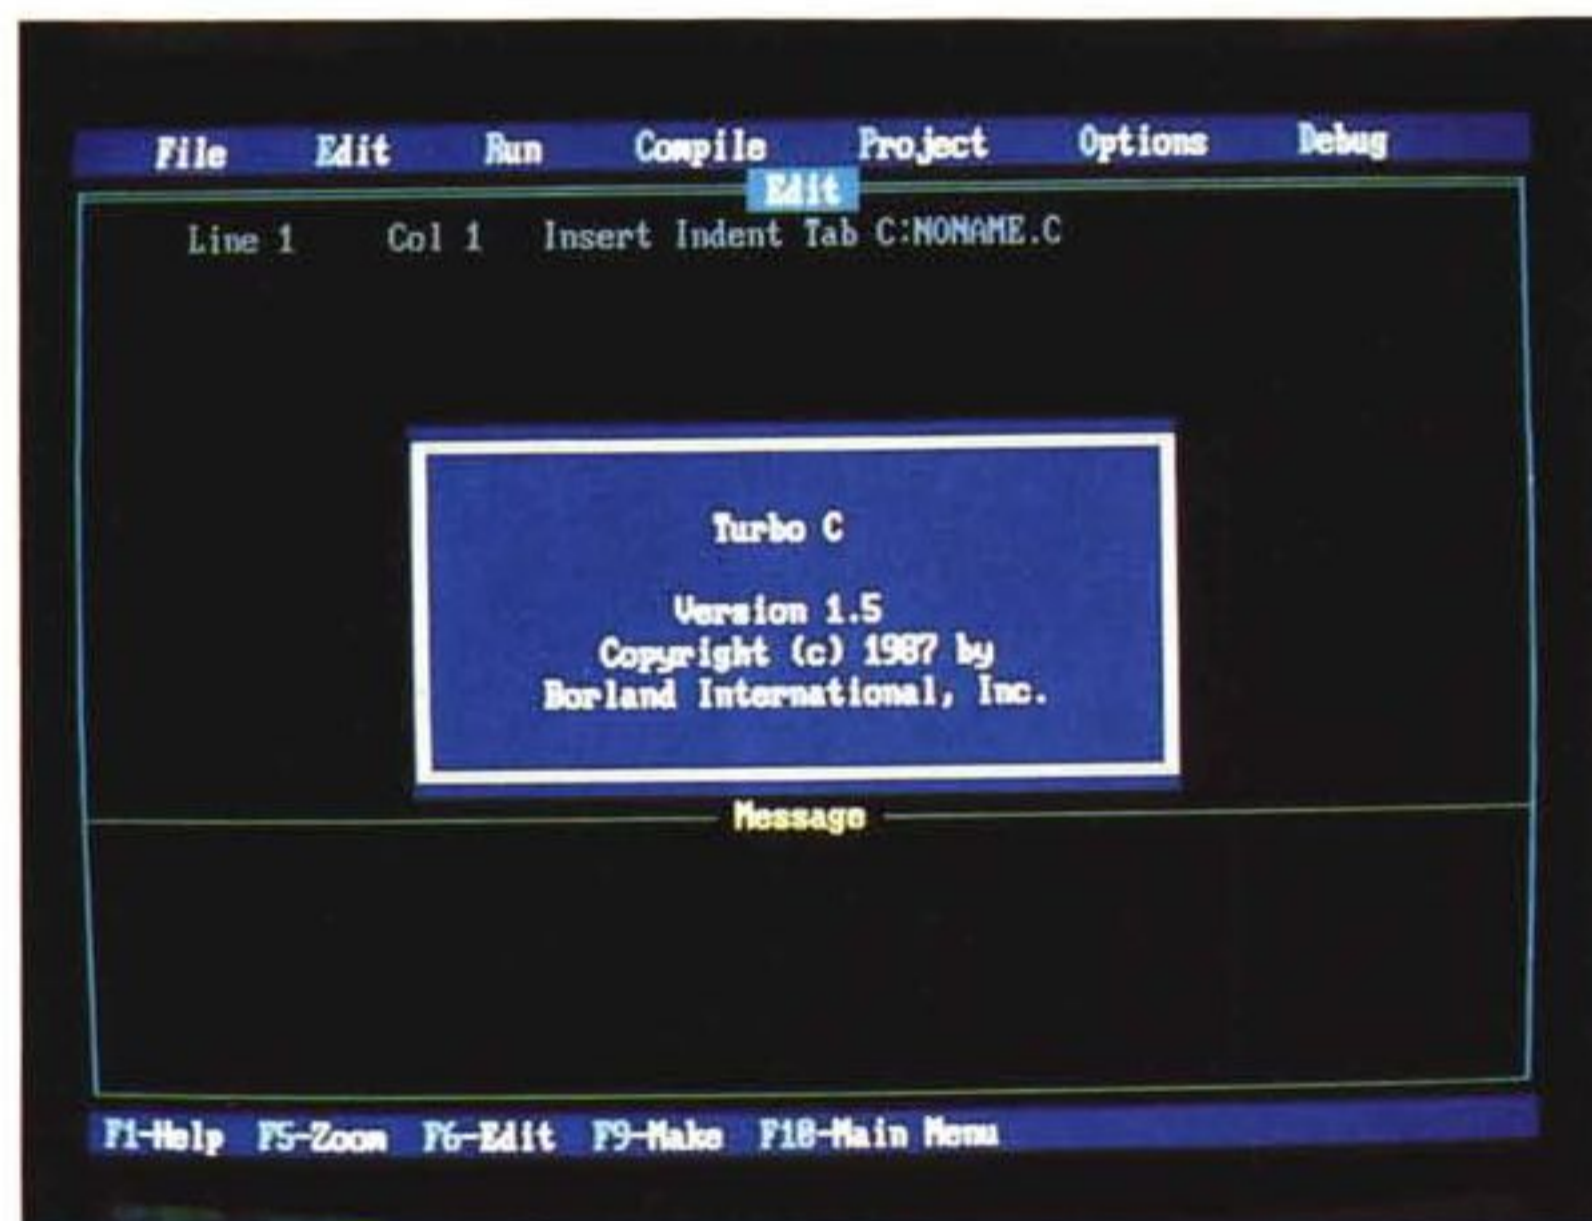 File Edit Run Compile Project Options Debug
Edit
Line 1 Col 1 Insert Indent Tab C:NONAME.C
Turbo C
Version 1.5
Copyright (c) 1987 by
Borland International, Inc.
Message
F1-Help F5-Zoom F6-Edit F9-Make F10-Main Menu